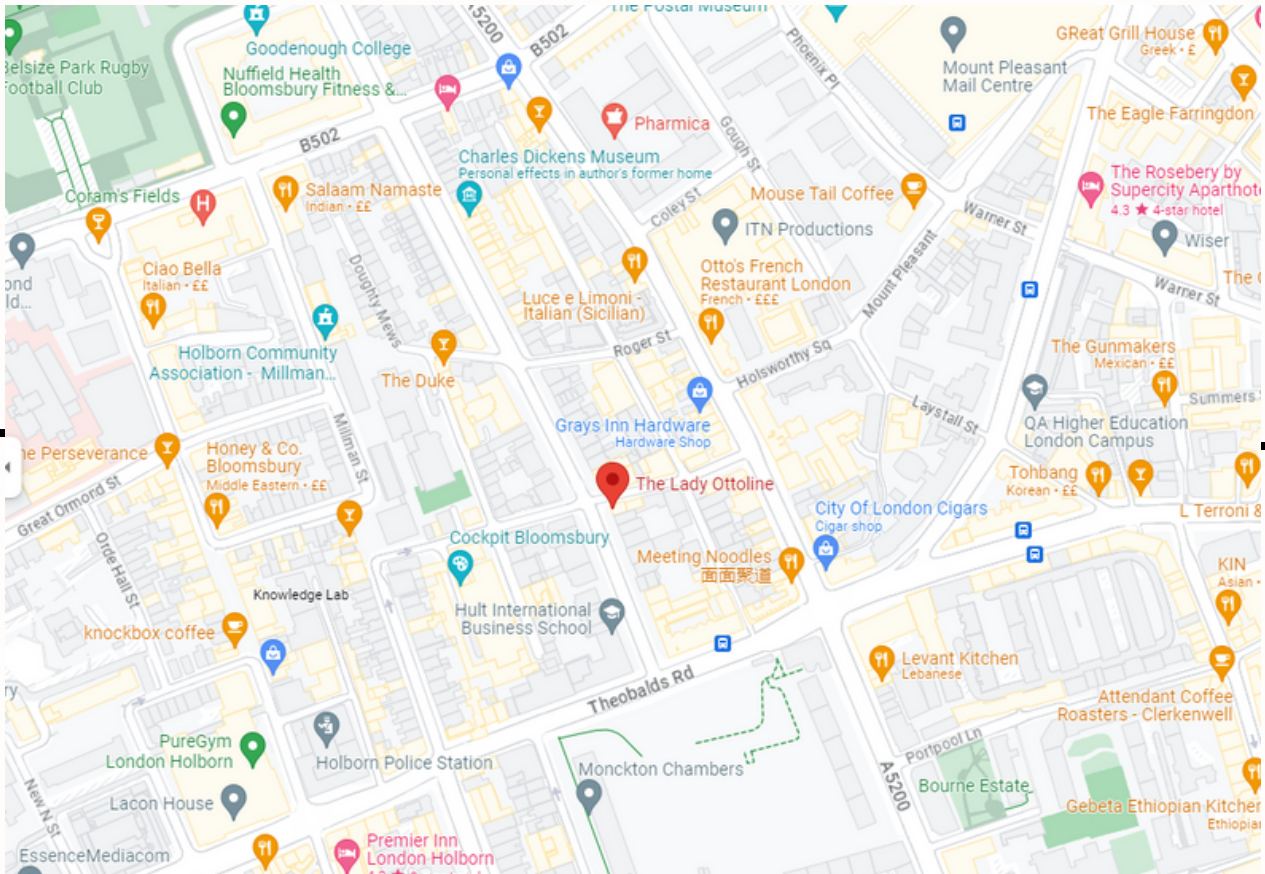 The Postal Museum
A5200
B502
Goodenough College
GReat Grill House
Greek • £
Belsize Park Rugby
Football Club
Nuffield Health
Bloomsbury Fitness &...
Phoenix Pl
Mount Pleasant
Mail Centre
The Eagle Farringdon
B502
Pharmica
Gough St
Charles Dickens Museum
Personal effects in author's former home
The Rosebery by
Supercity Aparthote
4.3 ★ 4-star hotel
Coram's Fields
Salaam Namaste
Indian • ££
Mouse Tail Coffee
Coley St
Warner St
ITN Productions
Wiser
ond
ld...
Ciao Bella
Italian • ££
Doughty Mews
Otto's French
Restaurant London
French • £££
Mount Pleasant
Luce e Limoni -
Italian (Sicilian)
The G
Warner St
Holborn Community
Association - Millman...
Roger St
The Gunmakers
Mexican • ££
The Duke
Holsworthy Sq
Laystall St
Summers S
Grays Inn Hardware
Hardware Shop
QA Higher Education
London Campus
Millman St
he Perseverance
Honey & Co.
Bloomsbury
Middle Eastern • ££
The Lady Ottoline
Tohbang
Korean • ££
Great Ormond St
City Of London Cigars
Cigar shop
L Terroni &
Orde Hall St
Cockpit Bloomsbury
Meeting Noodles
面面聚道
KIN
Asian •
Knowledge Lab
Hult International
Business School
knockbox coffee
Levant Kitchen
Lebanese
ry
Theobalds Rd
Attendant Coffee
Roasters - Clerkenwell
PureGym
London Holborn
Holborn Police Station
Portpool Ln
Monckton Chambers
A5200
Bourne Estate
Lacon House
New N St
Gebeta Ethiopian Kitchen
Ethiopian
EssenceMediacom
Premier Inn
London Holborn